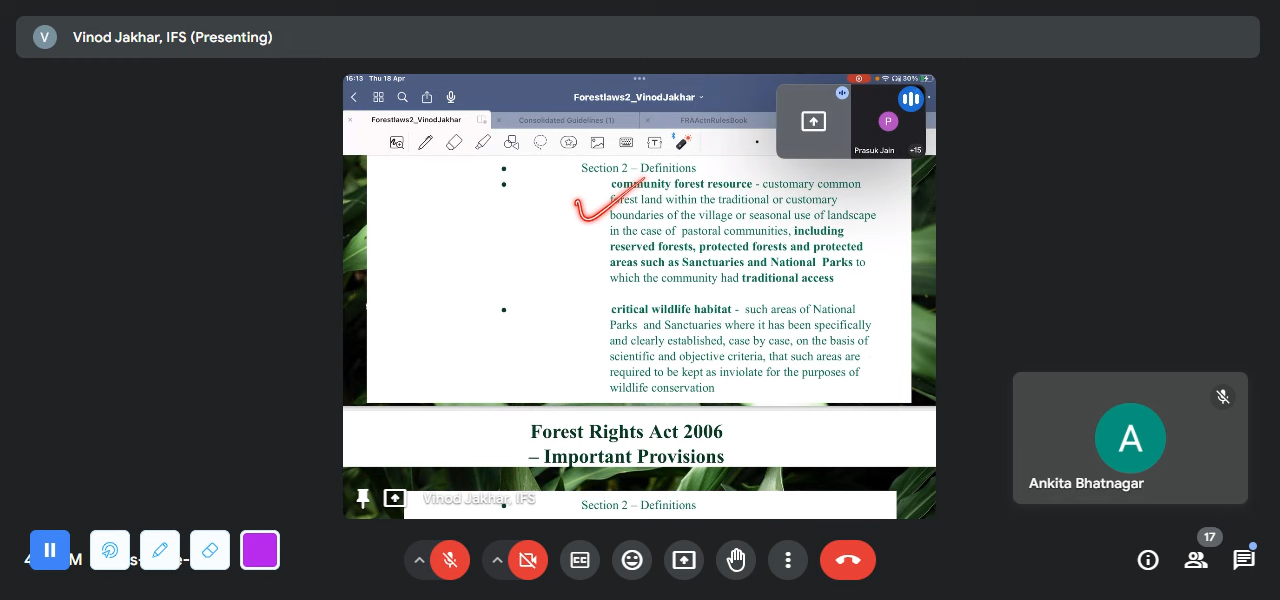 V
Vinod Jakhar, IFS (Presenting)
16:13 Thu 18 Apr
30%
Forestlaws2_VinodJakhar
Forestlaws2_VinodJakhar
Consolidated Guidelines (1)
FRAActnRulesBook
P
Prasuk Jain
+15
Section 2 – Definitions
community forest resource - customary common
forest land within the traditional or customary
boundaries of the village or seasonal use of landscape
in the case of pastoral communities, including
reserved forests, protected forests and protected
areas such as Sanctuaries and National Parks to
which the community had traditional access
critical wildlife habitat - such areas of National
Parks and Sanctuaries where it has been specifically
and clearly established, case by case, on the basis of
scientific and objective criteria, that such areas are
required to be kept as inviolate for the purposes of
wildlife conservation
Forest Rights Act 2006
– Important Provisions
Vinod Jakhar, IFS
Section 2 – Definitions
A
Ankita Bhatnagar
CC
17